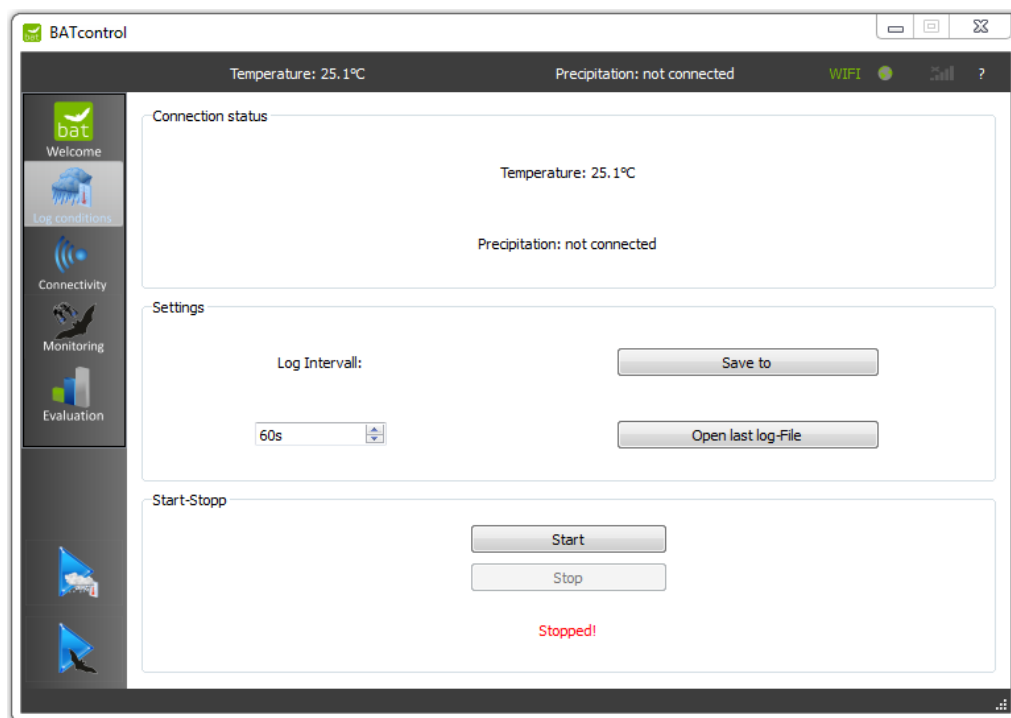 BATcontrol
Temperature: 25.1°C Precipitation: not connected WIFI ?
bat
Welcome
Log conditions
Connectivity
Monitoring
Evaluation
Connection status
Temperature: 25.1°C
Precipitation: not connected
Settings
Log Intervall:
Save to
60s
Open last log-File
Start-Stopp
Start
Stop
Stopped!